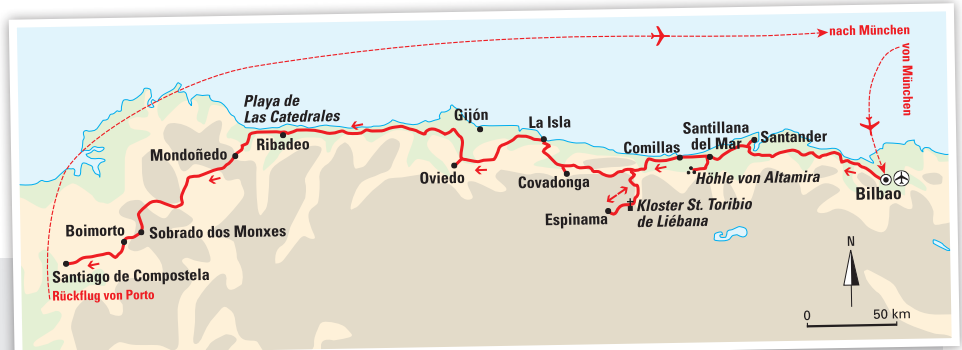 nach München
von München
Playa de
Las Catedrales
Gijón
La Isla
Santillana
del Mar
Santander
Ribadeo
Comillas
Mondoñedo
Oviedo
Covadonga
Höhle von Altamira
Bilbao
Espinama
Kloster St. Toribio
de Liébana
Boimorto
Sobrado dos Monxes
Santiago de Compostela
Rückflug von Porto
N
0
50 km